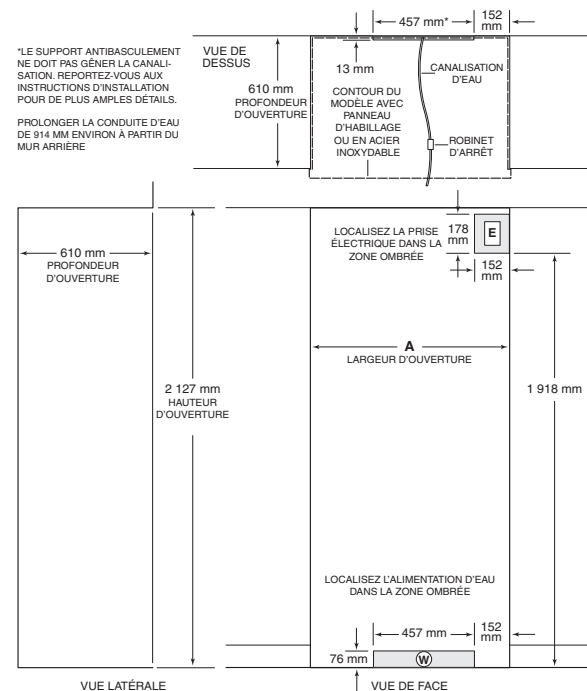 *LE SUPPORT ANTIBASCULEMENT
NE DOIT PAS GÊNER LA CANALI-
SATION. REPORTEZ-VOUS AUX
INSTRUCTIONS D'INSTALLATION
POUR DE PLUS AMPLES DÉTAILS.
PROLONGER LA CONDUITE D'EAU
DE 914 MM ENVIRON À PARTIR DU
MUR ARRIÈRE
VUE DE
DESSUS
457 mm*
152
mm
13 mm
610 mm
PROFONDEUR
D'OUVERTURE
CANALISATION
D'EAU
CONTOUR DU
MODÈLE AVEC
PANNEAU
D'HABILLAGE
OU EN ACIER
INOXYDABLE
ROBINET
D'ARRÊT
610 mm
PROFONDEUR
D'OUVERTURE
2 127 mm
HAUTEUR
D'OUVERTURE
LOCALISEZ LA PRISE
ÉLECTRIQUE DANS LA
ZONE OMBRÉE
178
mm
E
152
mm
A
LARGEUR D'OUVERTURE
1 918 mm
LOCALISEZ L'ALIMENTATION D'EAU
DANS LA ZONE OMBRÉE
457 mm
152
mm
76 mm
W
VUE LATÉRALE
VUE DE FACE